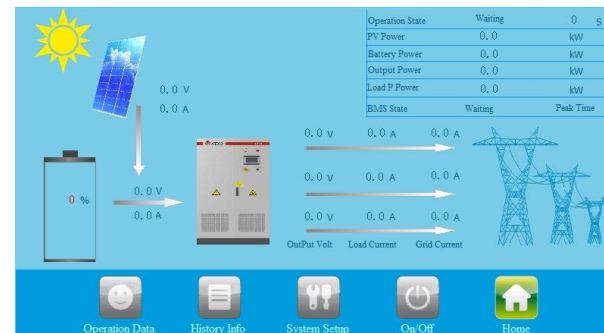 Operation State Waiting 0 S
PV Power 0.0 kW
Battery Power 0.0 kW
Output Power 0.0 kW
Load P.Power 0.0 kW
BMS State Waiting Peak Time
0.0 V
0.0 A
0 %
0.0 V
0.0 A
0.0 V 0.0 A 0.0 A
0.0 V 0.0 A 0.0 A
0.0 V 0.0 A 0.0 A
OutPut Volt Load Current Grid Current
Operation Data History Info System Setup On/Off Home